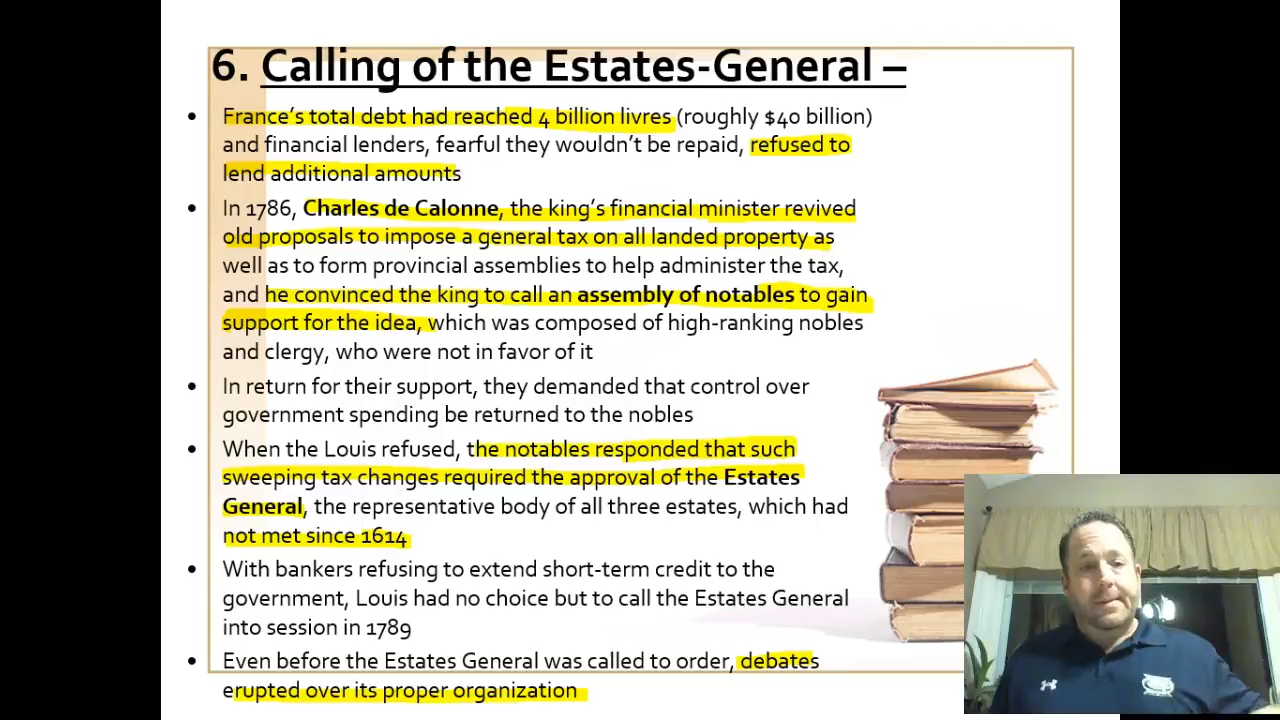 6. Calling of the Estates-General –
• France's total debt had reached 4 billion livres (roughly $40 billion)
and financial lenders, fearful they wouldn't be repaid, refused to
lend additional amounts
• In 1786, Charles de Calonne, the king's financial minister revived
old proposals to impose a general tax on all landed property as
well as to form provincial assemblies to help administer the tax,
and he convinced the king to call an assembly of notables to gain
support for the idea, which was composed of high-ranking nobles
and clergy, who were not in favor of it
• In return for their support, they demanded that control over
government spending be returned to the nobles
• When the Louis refused, the notables responded that such
sweeping tax changes required the approval of the Estates
General, the representative body of all three estates, which had
not met since 1614
• With bankers refusing to extend short-term credit to the
government, Louis had no choice but to call the Estates General
into session in 1789
• Even before the Estates General was called to order, debates
erupted over its proper organization